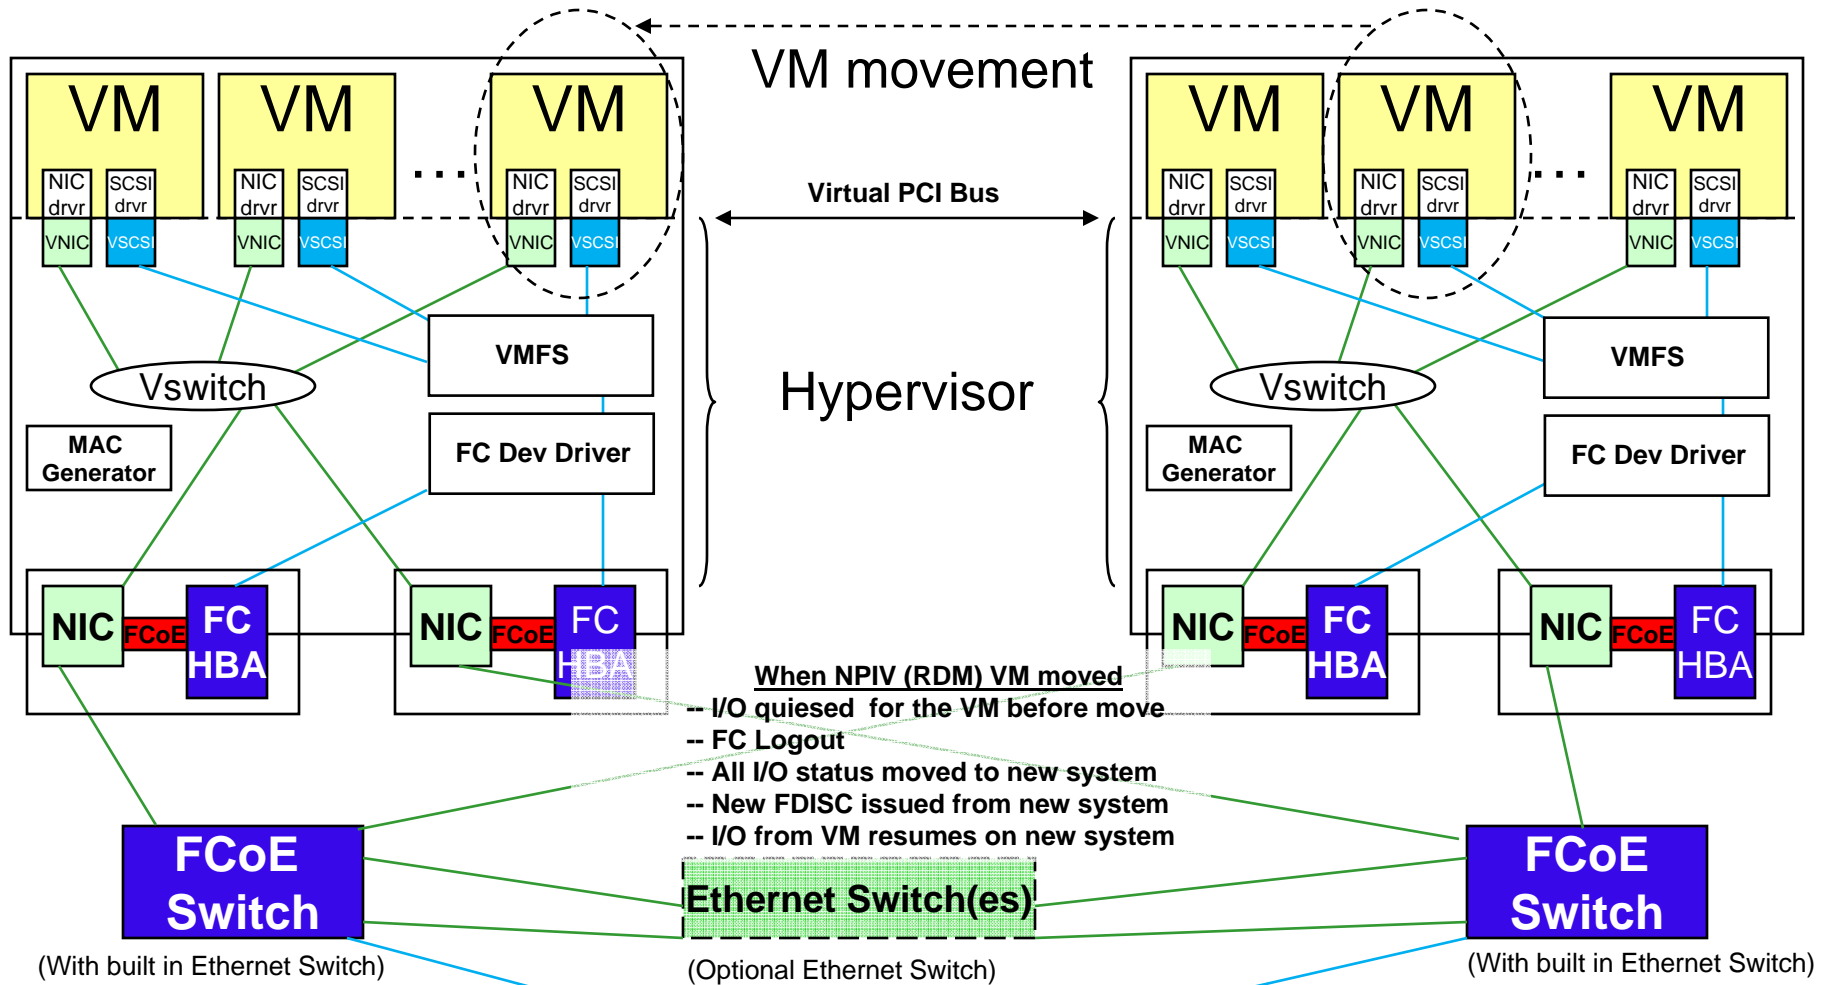 VM movement
VM
VM
VM
VM
VM
VM
NIC
drvr
SCSI
drvr
NIC
drvr
SCSI
drvr
...
NIC
drvr
SCSI
drvr
Virtual PCI Bus
NIC
drvr
SCSI
drvr
NIC
drvr
SCSI
drvr
...
NIC
drvr
SCSI
drvr
VNIC
VSCSI
VNIC
VSCSI
VNIC
VSCSI
VNIC
VSCSI
VNIC
VSCSI
VNIC
VSCSI
VMFS
VMFS
Vswitch
Hypervisor
Vswitch
MAC
Generator
FC Dev Driver
MAC
Generator
FC Dev Driver
NIC
FCoE
FC
HBA
NIC
FCoE
FC
HBA
NIC
FCoE
FC
HBA
NIC
FCoE
FC
HBA
When NPIV (RDM) VM moved
-- I/O quiesed for the VM before move
-- FC Logout
-- All I/O status moved to new system
-- New FDISC issued from new system
-- I/O from VM resumes on new system
FCoE
Switch
Ethernet Switch(es)
FCoE
Switch
(With built in Ethernet Switch)
(Optional Ethernet Switch)
(With built in Ethernet Switch)